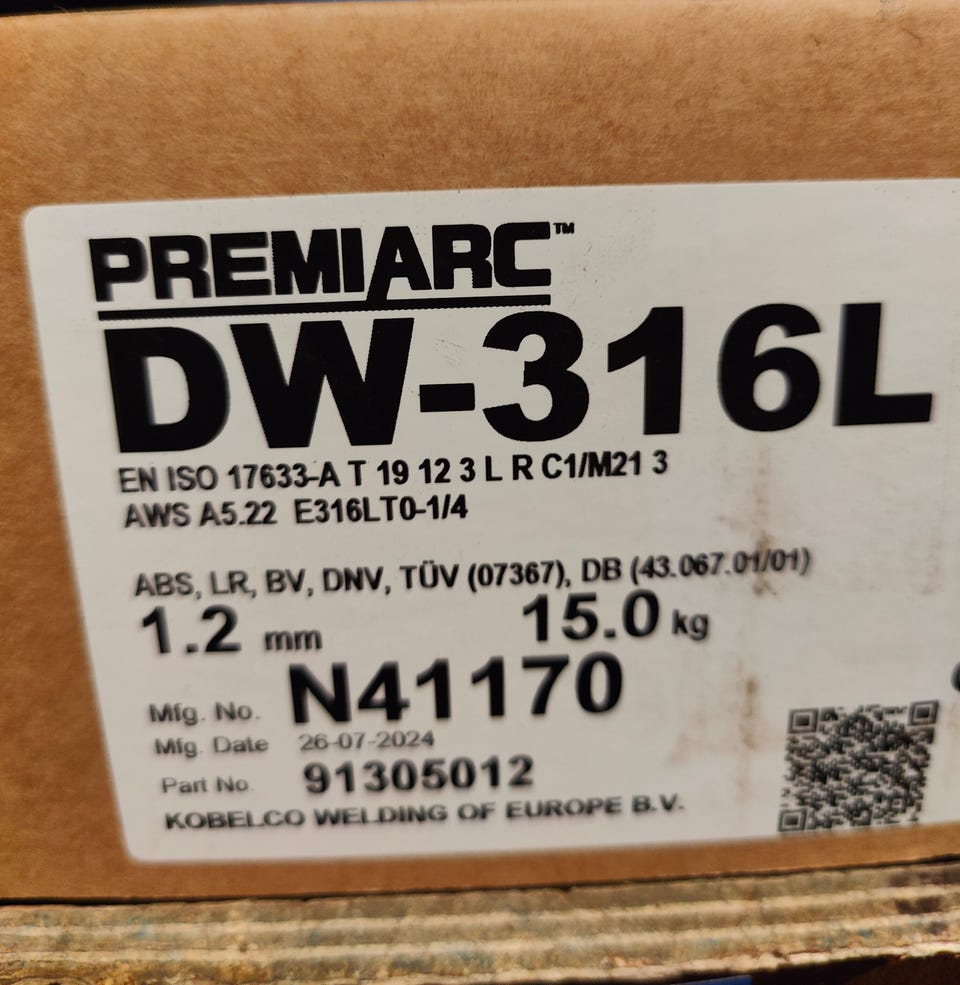 PREMIARC™
DW-316L
EN ISO 17633-A T 19 12 3 L R C1/M21 3
AWS A5.22 E316LT0-1/4
ABS, LR, BV, DNV, TÜV (07367), DB (43.067.01/01)
1.2 mm 15.0 kg
Mfg. No. N41170
Mfg. Date 26-07-2024
Part No. 91305012
KOBELCO WELDING OF EUROPE B.V.